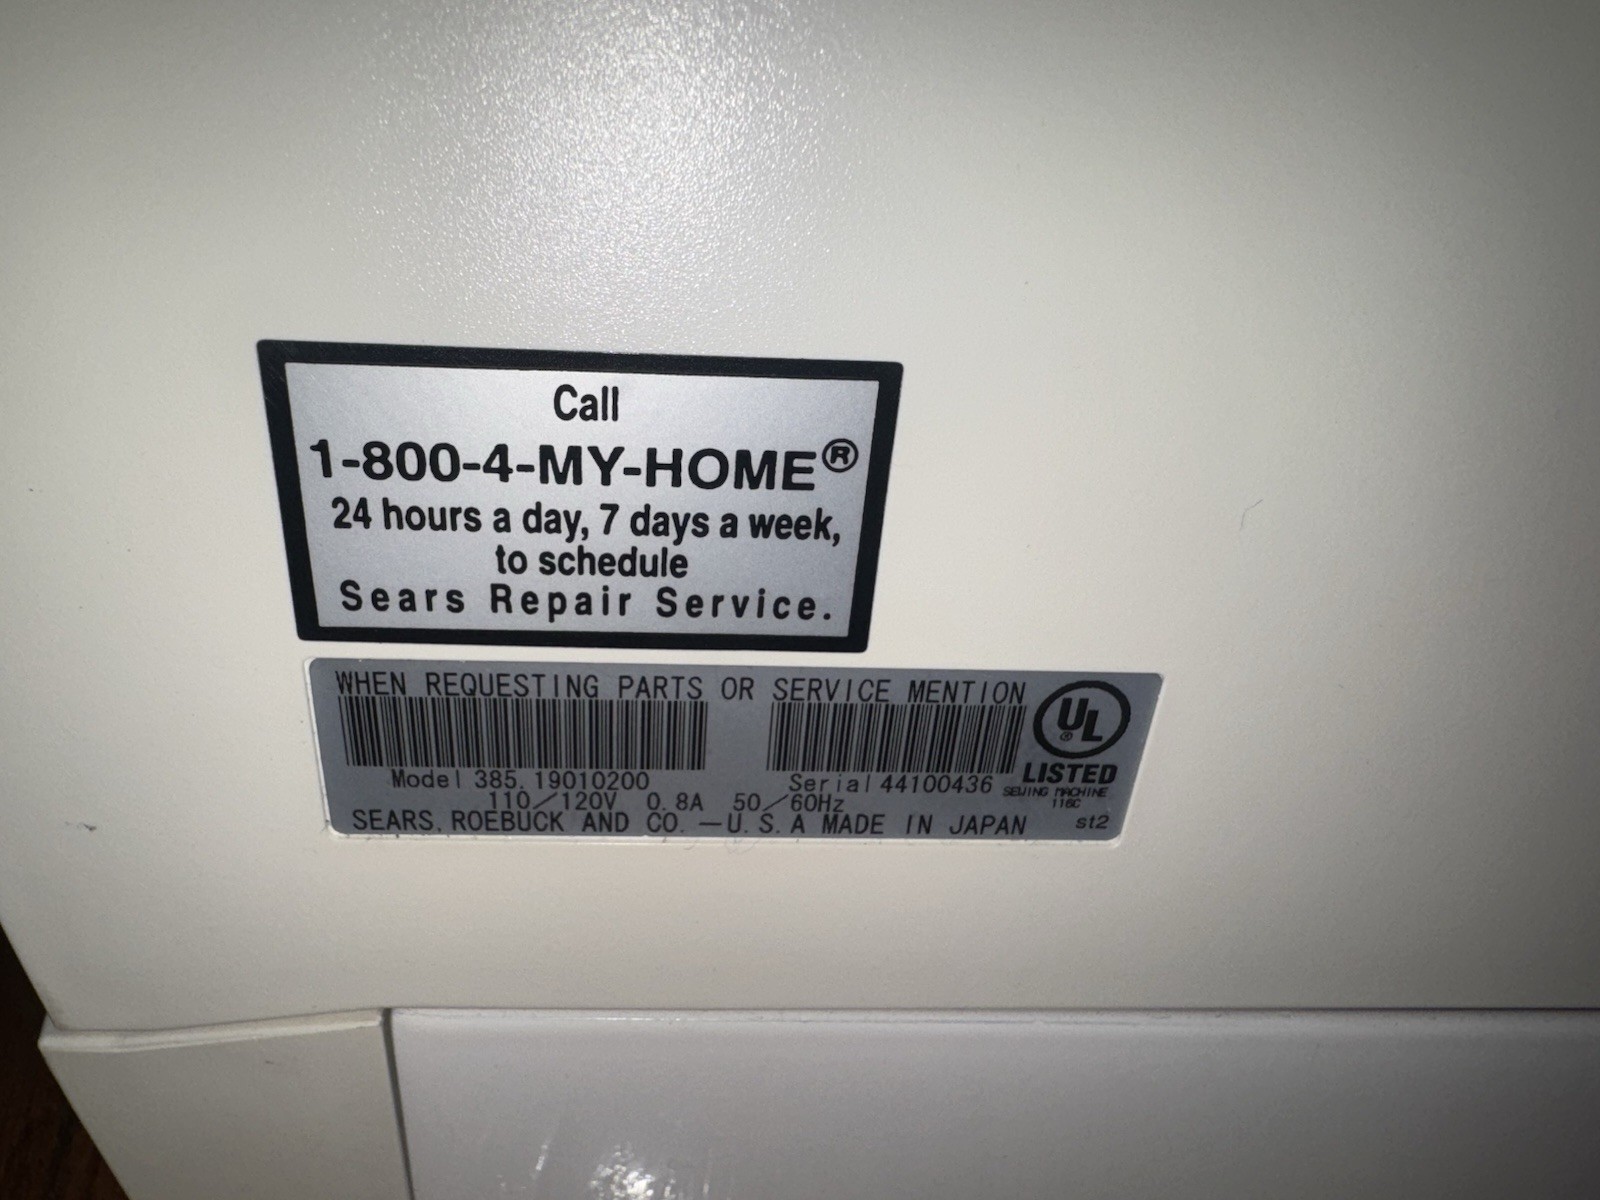 Call
1-800-4-MY-HOME®
24 hours a day, 7 days a week,
to schedule
Sears Repair Service.
WHEN REQUESTING PARTS OR SERVICE MENTION
UL ®
LISTED
SEWING MACHINE
116C
Model 385.19010200
Serial 44100436
110/120V 0.8A 50/60Hz
SEARS, ROEBUCK AND CO. —U.S.A MADE IN JAPAN
st2